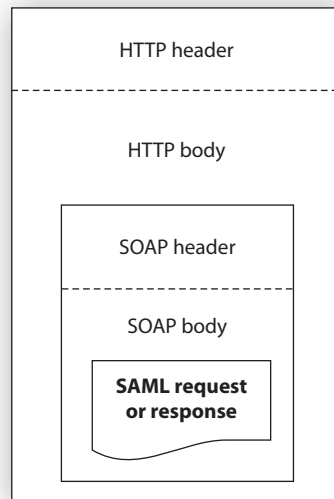 HTTP header
HTTP body
SOAP header
SOAP body
SAML request
or response